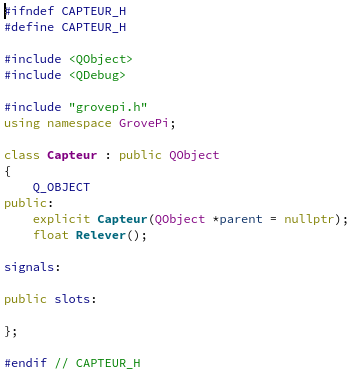 #ifndef CAPTEUR_H
#define CAPTEUR_H
#include <QObject>
#include <QDebug>
#include "grovepi.h"
using namespace GrovePi;
class Capteur : public QObject
{
Q_OBJECT
public:
explicit Capteur(QObject *parent = nullptr);
float Relever();
signals:
public slots:
};
#endif // CAPTEUR_H